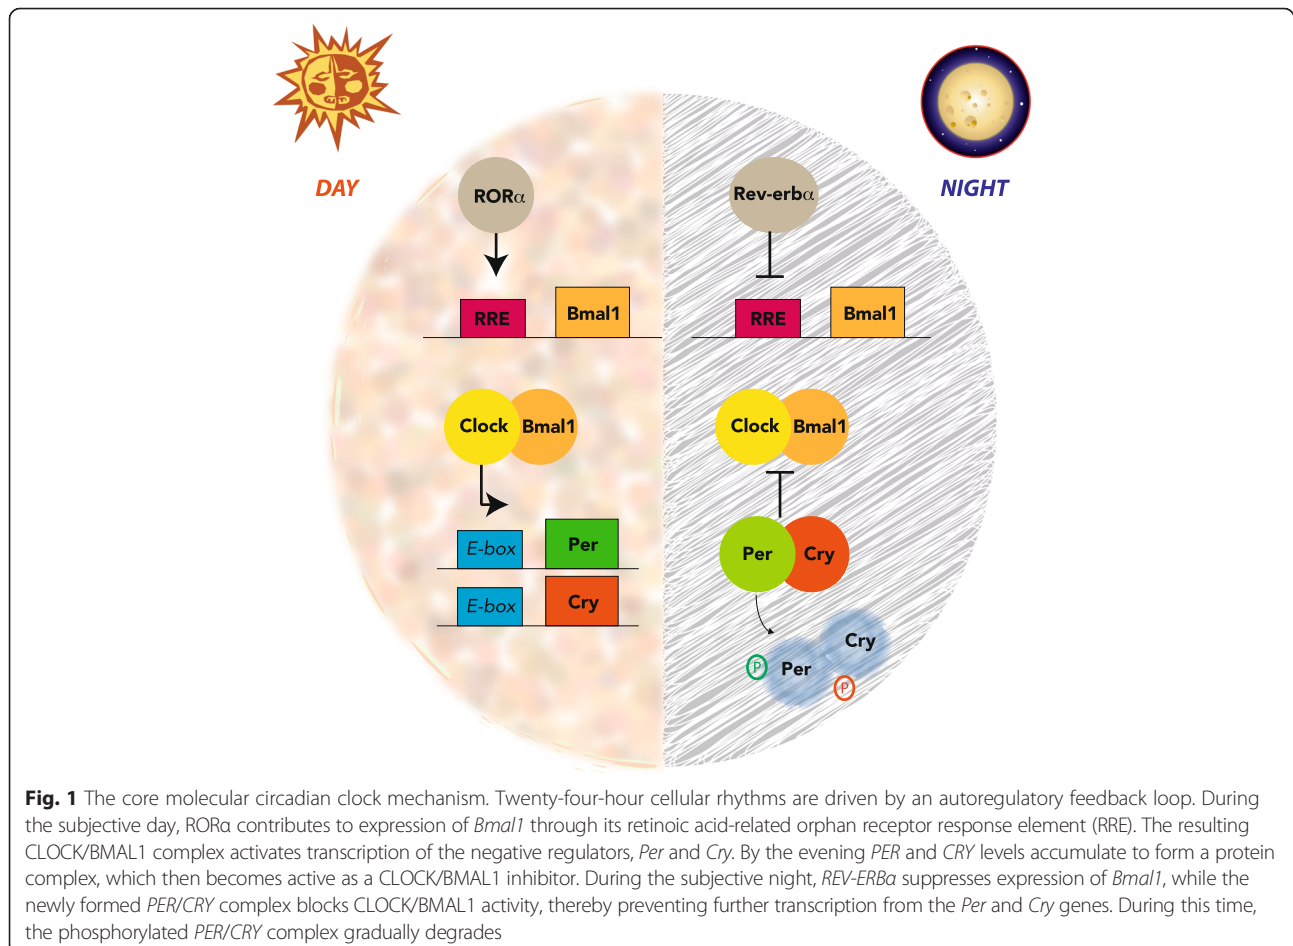 DAY
NIGHT
RORα
Rev-erbα
RRE
Bmal1
RRE
Bmal1
Clock
Bmal1
Clock
Bmal1
E-box
Per
E-box
Cry
Per
Cry
P
Per
Cry
P
Fig. 1 The core molecular circadian clock mechanism. Twenty-four-hour cellular rhythms are driven by an autoregulatory feedback loop. During
the subjective day, RORα contributes to expression of Bmal1 through its retinoic acid-related orphan receptor response element (RRE). The resulting
CLOCK/BMAL1 complex activates transcription of the negative regulators, Per and Cry. By the evening PER and CRY levels accumulate to form a protein
complex, which then becomes active as a CLOCK/BMAL1 inhibitor. During the subjective night, REV-ERBα suppresses expression of Bmal1, while the
newly formed PER/CRY complex blocks CLOCK/BMAL1 activity, thereby preventing further transcription from the Per and Cry genes. During this time,
the phosphorylated PER/CRY complex gradually degrades